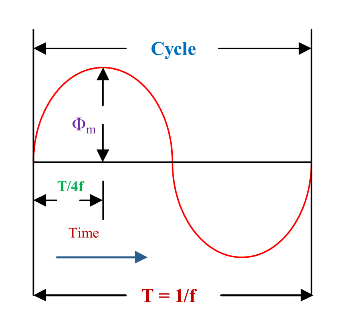 Cycle
Φm
T/4f
Time
T = 1/f